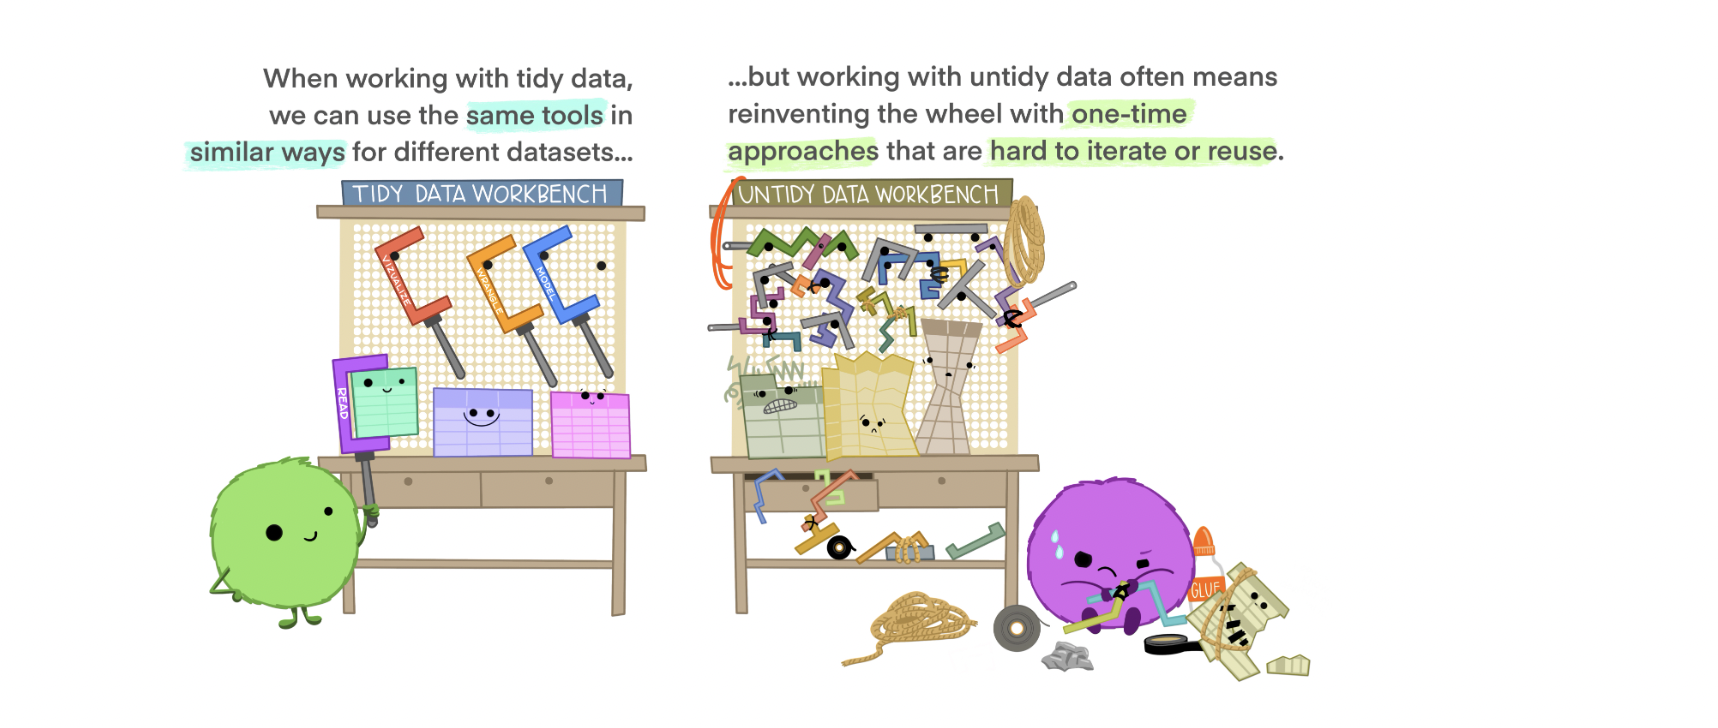 When working with tidy data,
we can use the same tools in
similar ways for different datasets...
TIDY DATA WORKBENCH
VIZUALIZE
WRANGLE
MODEL
READ
...but working with untidy data often means
reinventing the wheel with one-time
approaches that are hard to iterate or reuse.
UNTIDY DATA WORKBENCH
GLUE